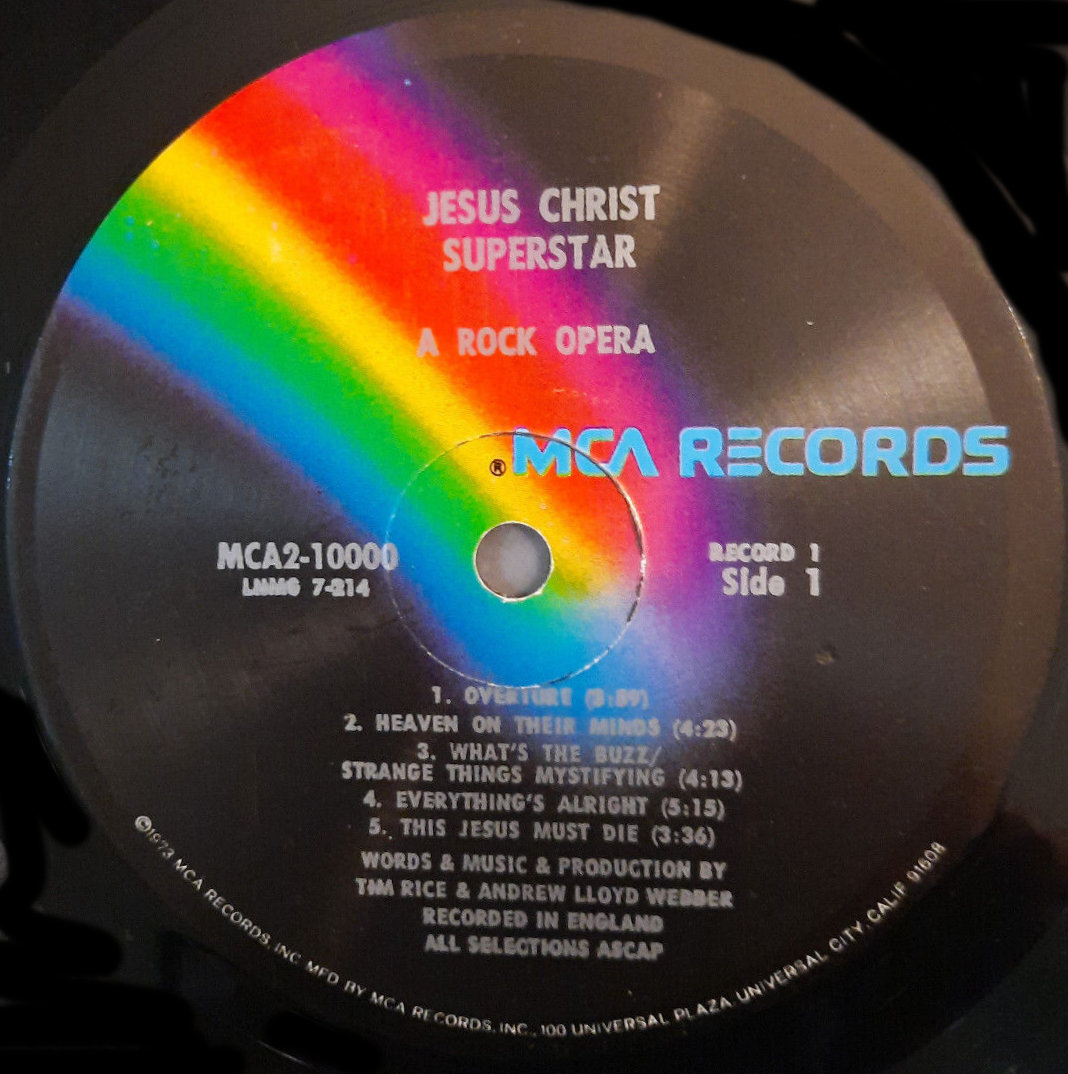 JESUS CHRIST
SUPERSTAR
A ROCK OPERA
® MCA RECORDS
MCA2-10000
LMMG 7-214
RECORD 1
Side 1
1. OVERTURE (3:59)
2. HEAVEN ON THEIR MINDS (4:23)
3. WHAT'S THE BUZZ/
STRANGE THINGS MYSTIFYING (4:13)
4. EVERYTHING'S ALRIGHT (5:15)
5. THIS JESUS MUST DIE (3:36)
WORDS & MUSIC & PRODUCTION BY
TIM RICE & ANDREW LLOYD WEBBER
RECORDED IN ENGLAND
ALL SELECTIONS ASCAP
©1973 MCA RECORDS, INC. MFD BY MCA RECORDS, INC., 100 UNIVERSAL PLAZA, UNIVERSAL CITY, CALIF. 91608